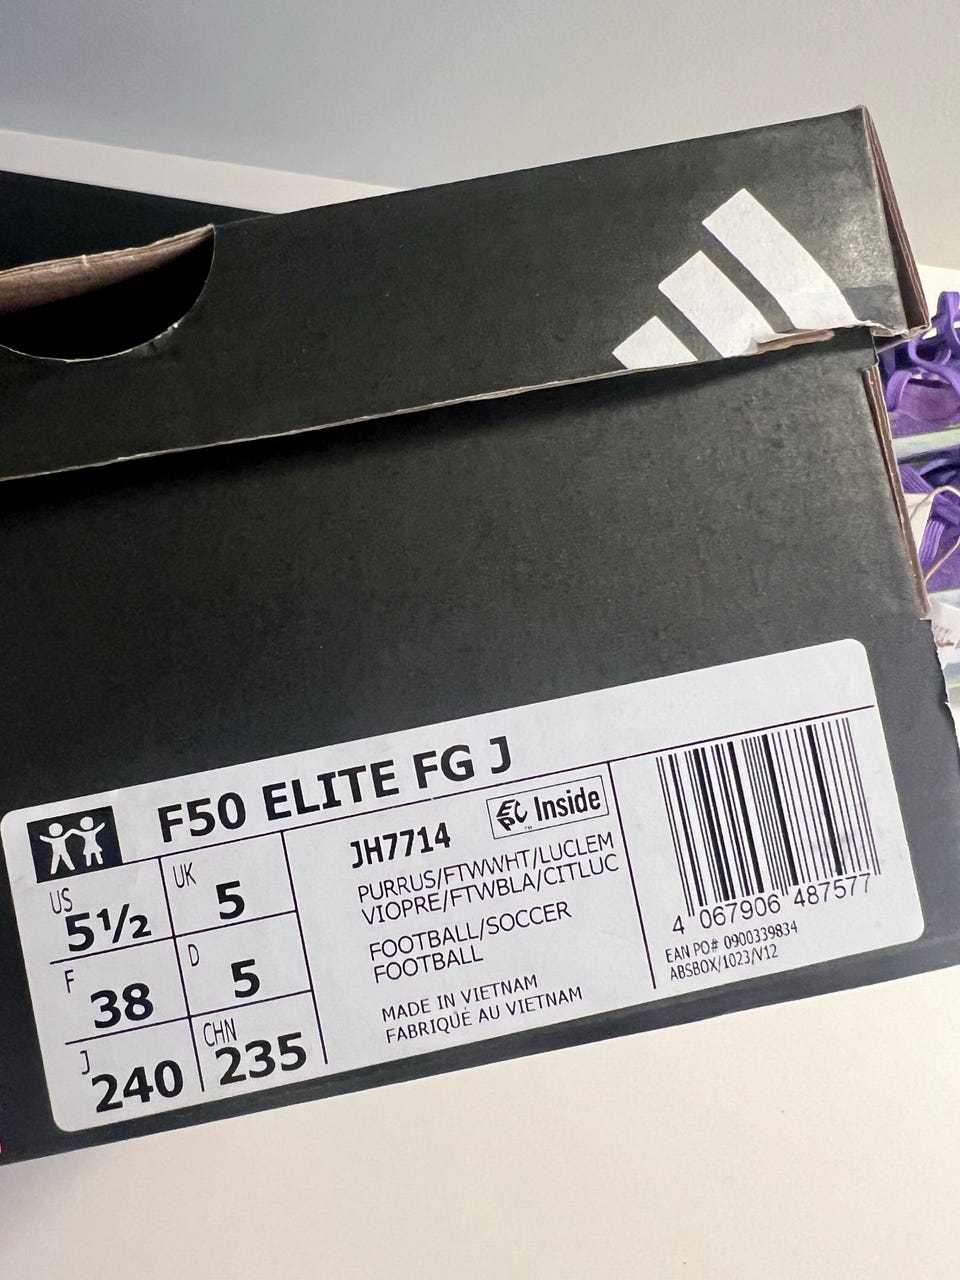 F50 ELITE FG J
US
5½
UK
5
F
38
D
5
J
240
CHN
235
JH7714
EPC Inside
TM
PURRUS/FTWWHT/LUCLEM
VIOPRE/FTWBLA/CITLUC
FOOTBALL/SOCCER
FOOTBALL
MADE IN VIETNAM
FABRIQUÉ AU VIETNAM
4 067906 487577
EAN PO# 0900339834
ABSBOX/1023/V12